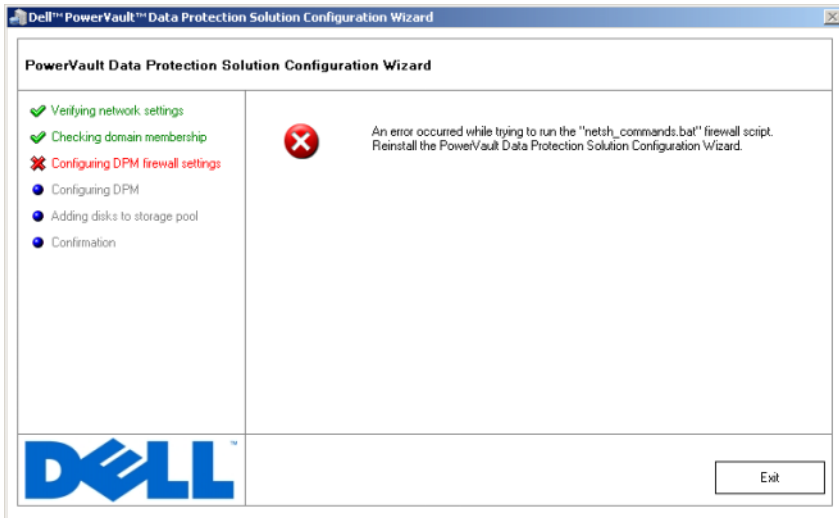 Dell™ PowerVault™ Data Protection Solution Configuration Wizard
PowerVault Data Protection Solution Configuration Wizard
Verifying network settings
Checking domain membership
Configuring DPM firewall settings
Configuring DPM
Adding disks to storage pool
Confirmation
An error occurred while trying to run the "netsh_commands.bat" firewall script.
Reinstall the PowerVault Data Protection Solution Configuration Wizard.
DELL™
Exit